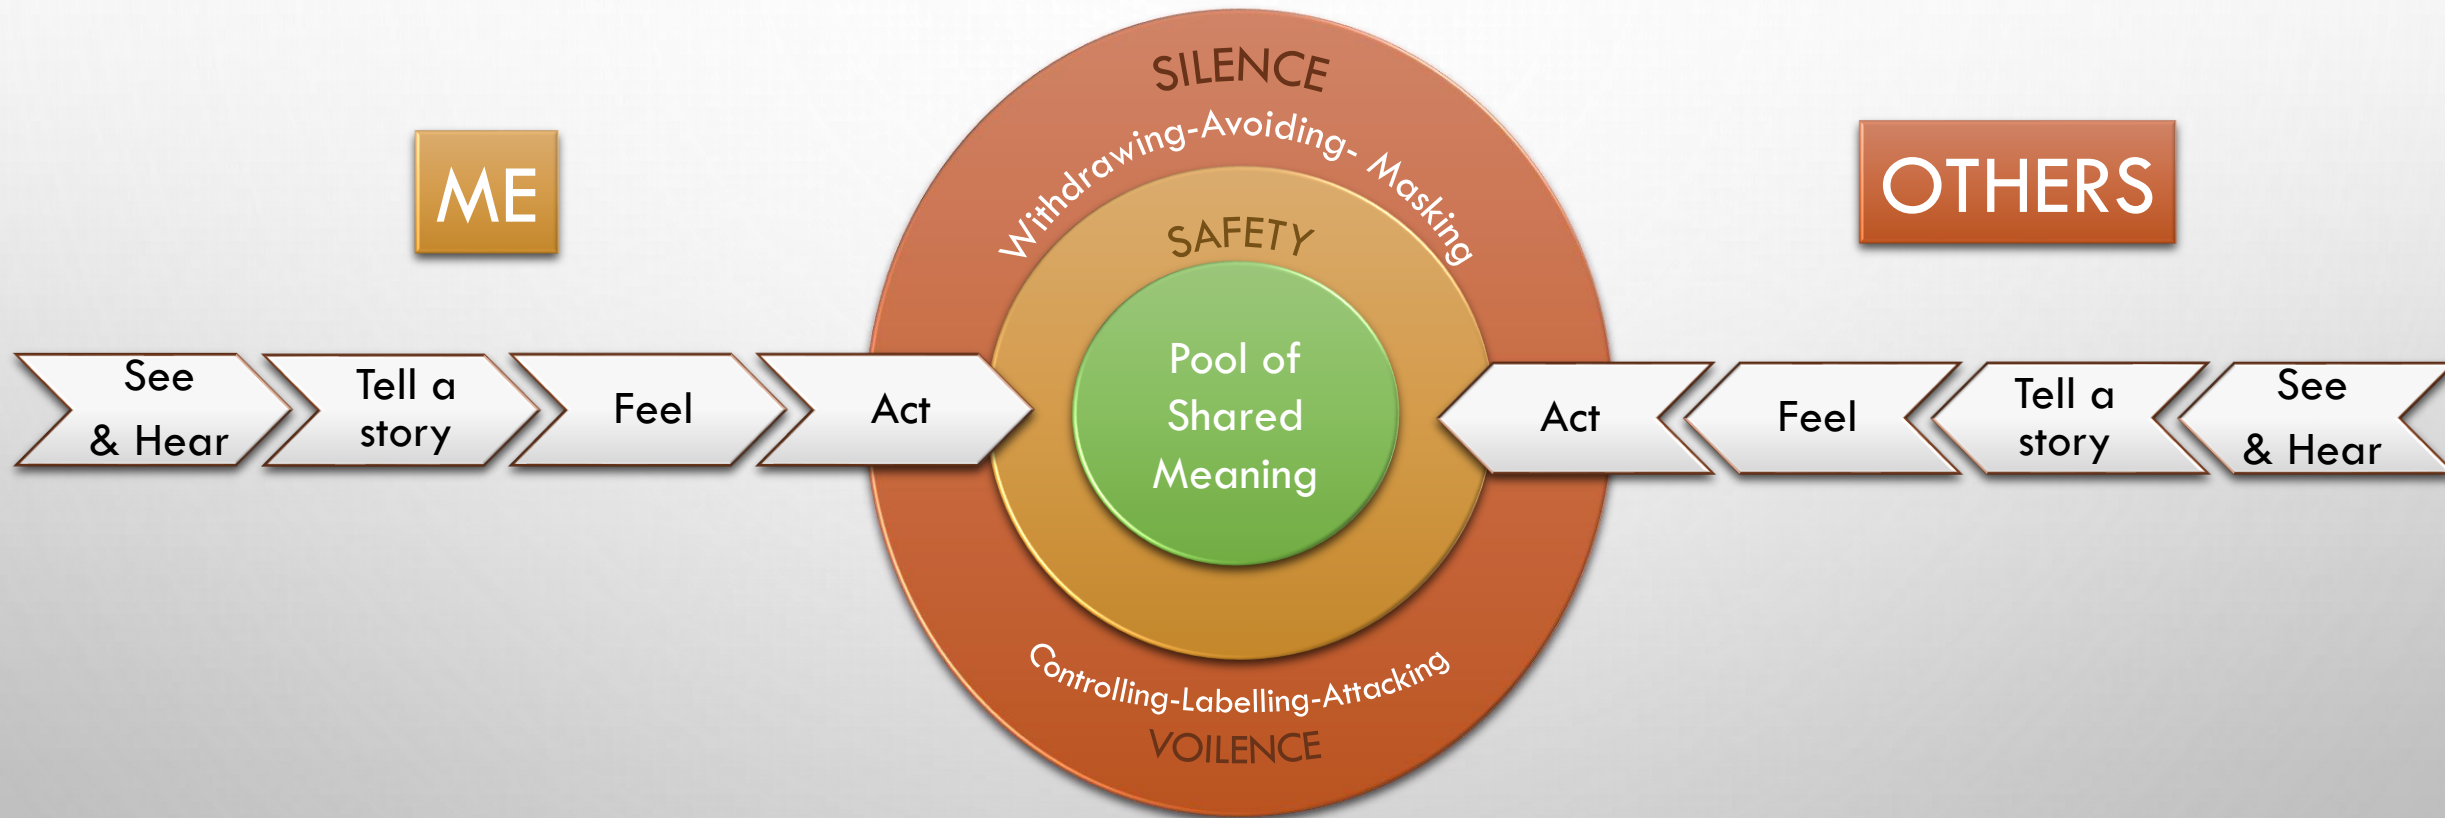 SILENCE
Withdrawing-Avoiding- Masking
ME
OTHERS
SAFETY
See
& Hear
Tell a
story
Feel
Act
Pool of
Shared
Meaning
Act
Feel
Tell a
story
See
& Hear
Controlling-Labelling-Attacking
VOILENCE